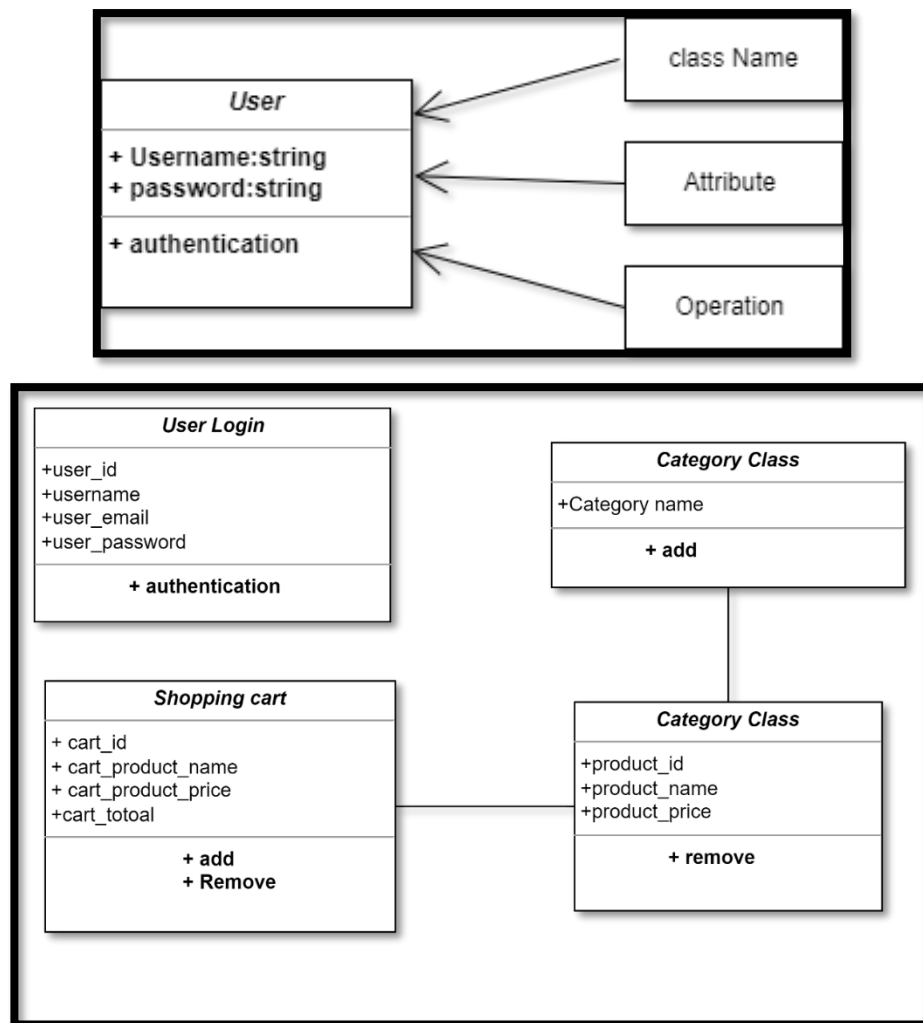 User
+ Username:string
+ password:string
+ authentication
class Name
Attribute
Operation
User Login
+user_id
+username
+user_email
+user_password
+ authentication
Category Class
+Category name
+ add
Shopping cart
+ cart_id
+ cart_product_name
+ cart_product_price
+cart_totoal
+ add
+ Remove
Category Class
+product_id
+product_name
+product_price
+ remove